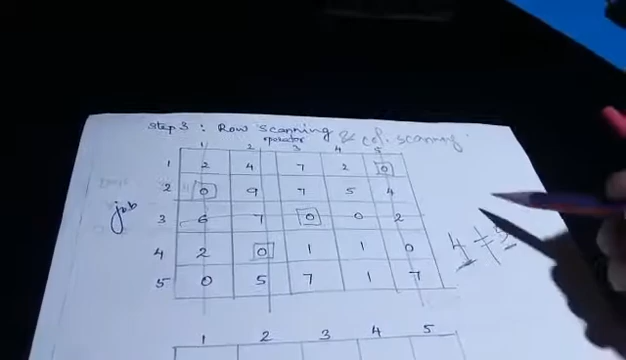 Step 3 : Row Scanning & col. scanning
operator
1 2 3 4 5
1 2 4 7 2 0
2 0 9 7 5 4
job
3 6 7 0 0 2
4 2 0 1 1 0
4 ≠ 5
5 0 5 7 1 7
1 2 3 4 5